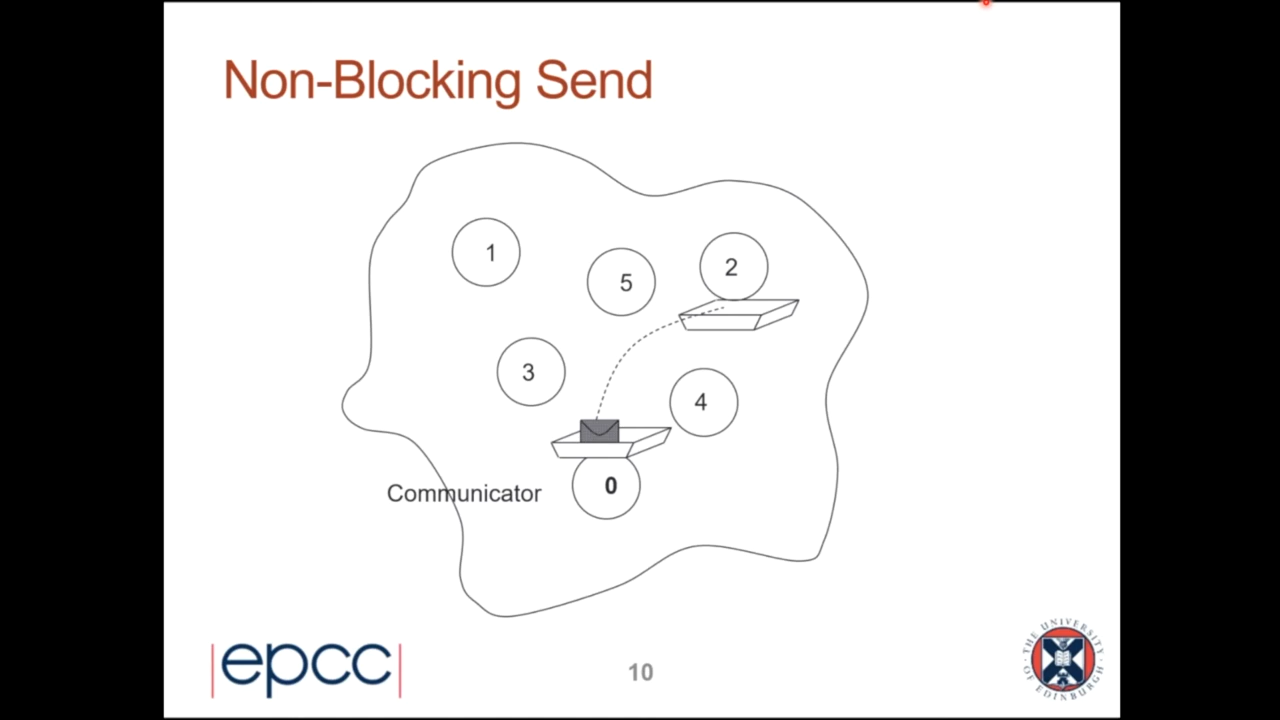 Non-Blocking Send
1
5
2
3
4
0
Communicator
epcc
10
THE UNIVERSITY
OF EDINBURGH